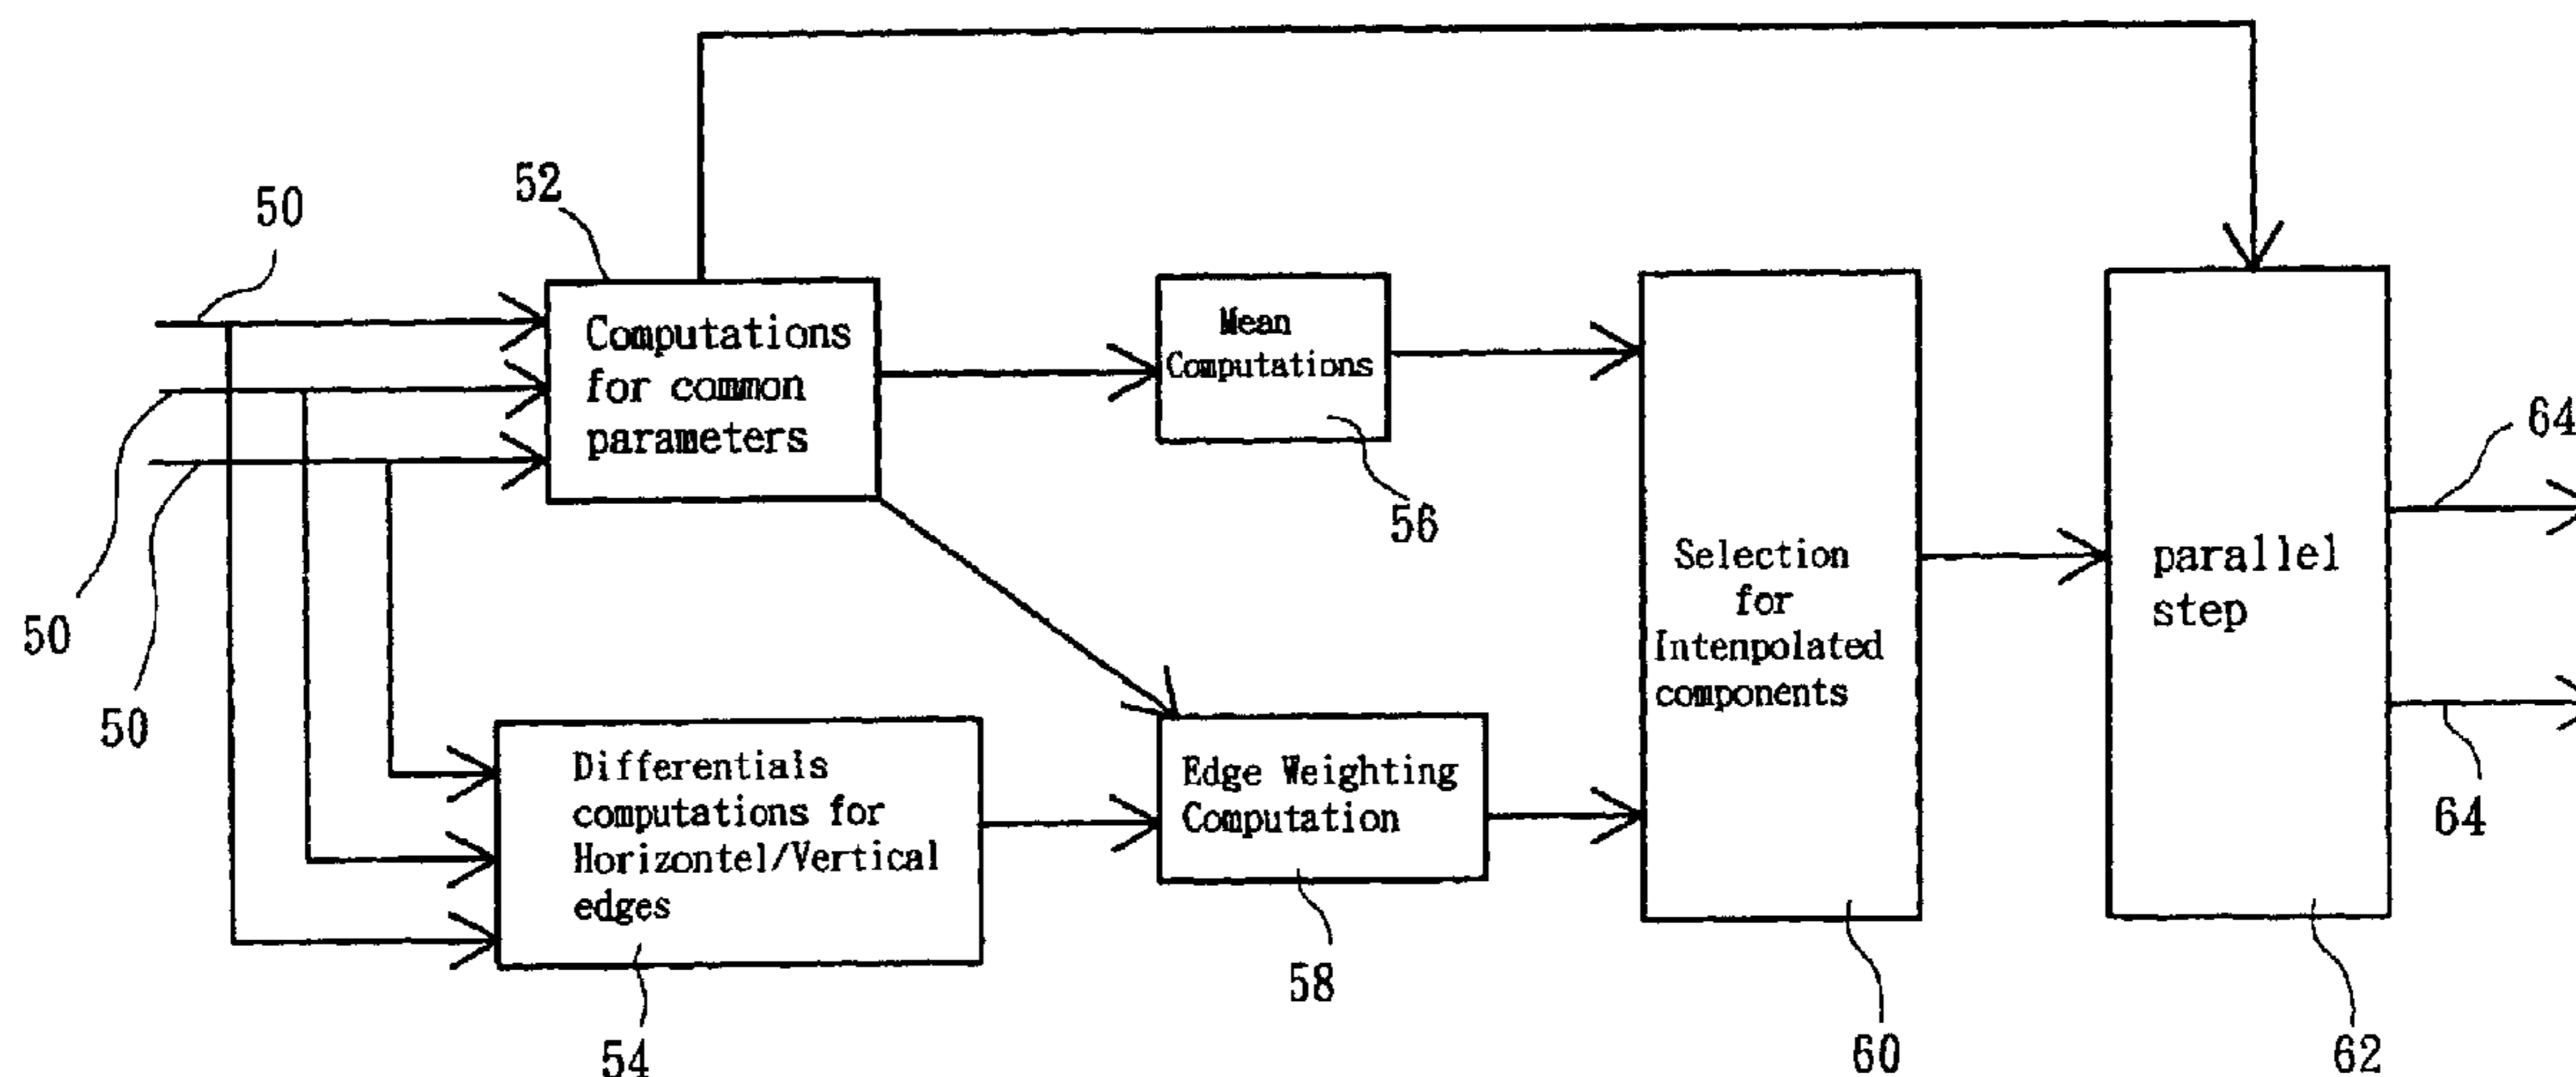 50
52
Computations
for common
parameters
Mean
Computations
56
50
50
Selection
for
Intenpolated
components
parallel
step
64
64
Differentials
computations for
Horizontel/Vertical
edges
54
Edge Weighting
Computation
58
60
62